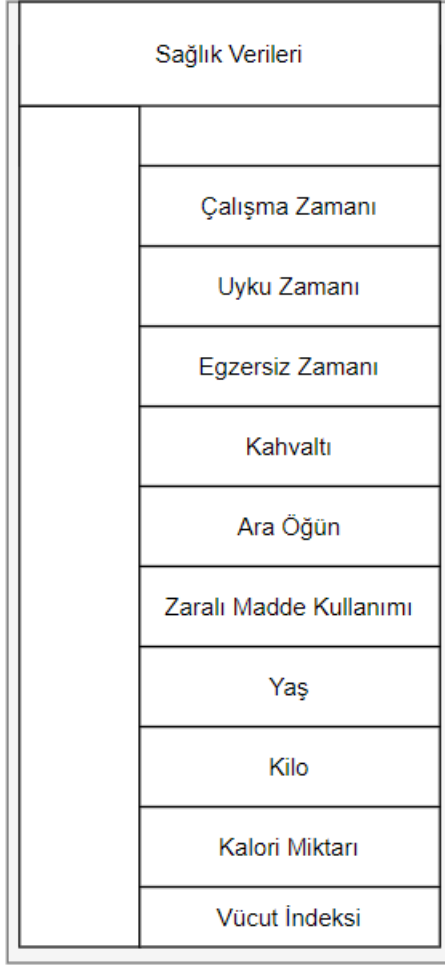 Sağlık Verileri
Çalışma Zamanı
Uyku Zamanı
Egzersiz Zamanı
Kahvaltı
Ara Öğün
Zaralı Madde Kullanımı
Yaş
Kilo
Kalori Miktarı
Vücut İndeksi